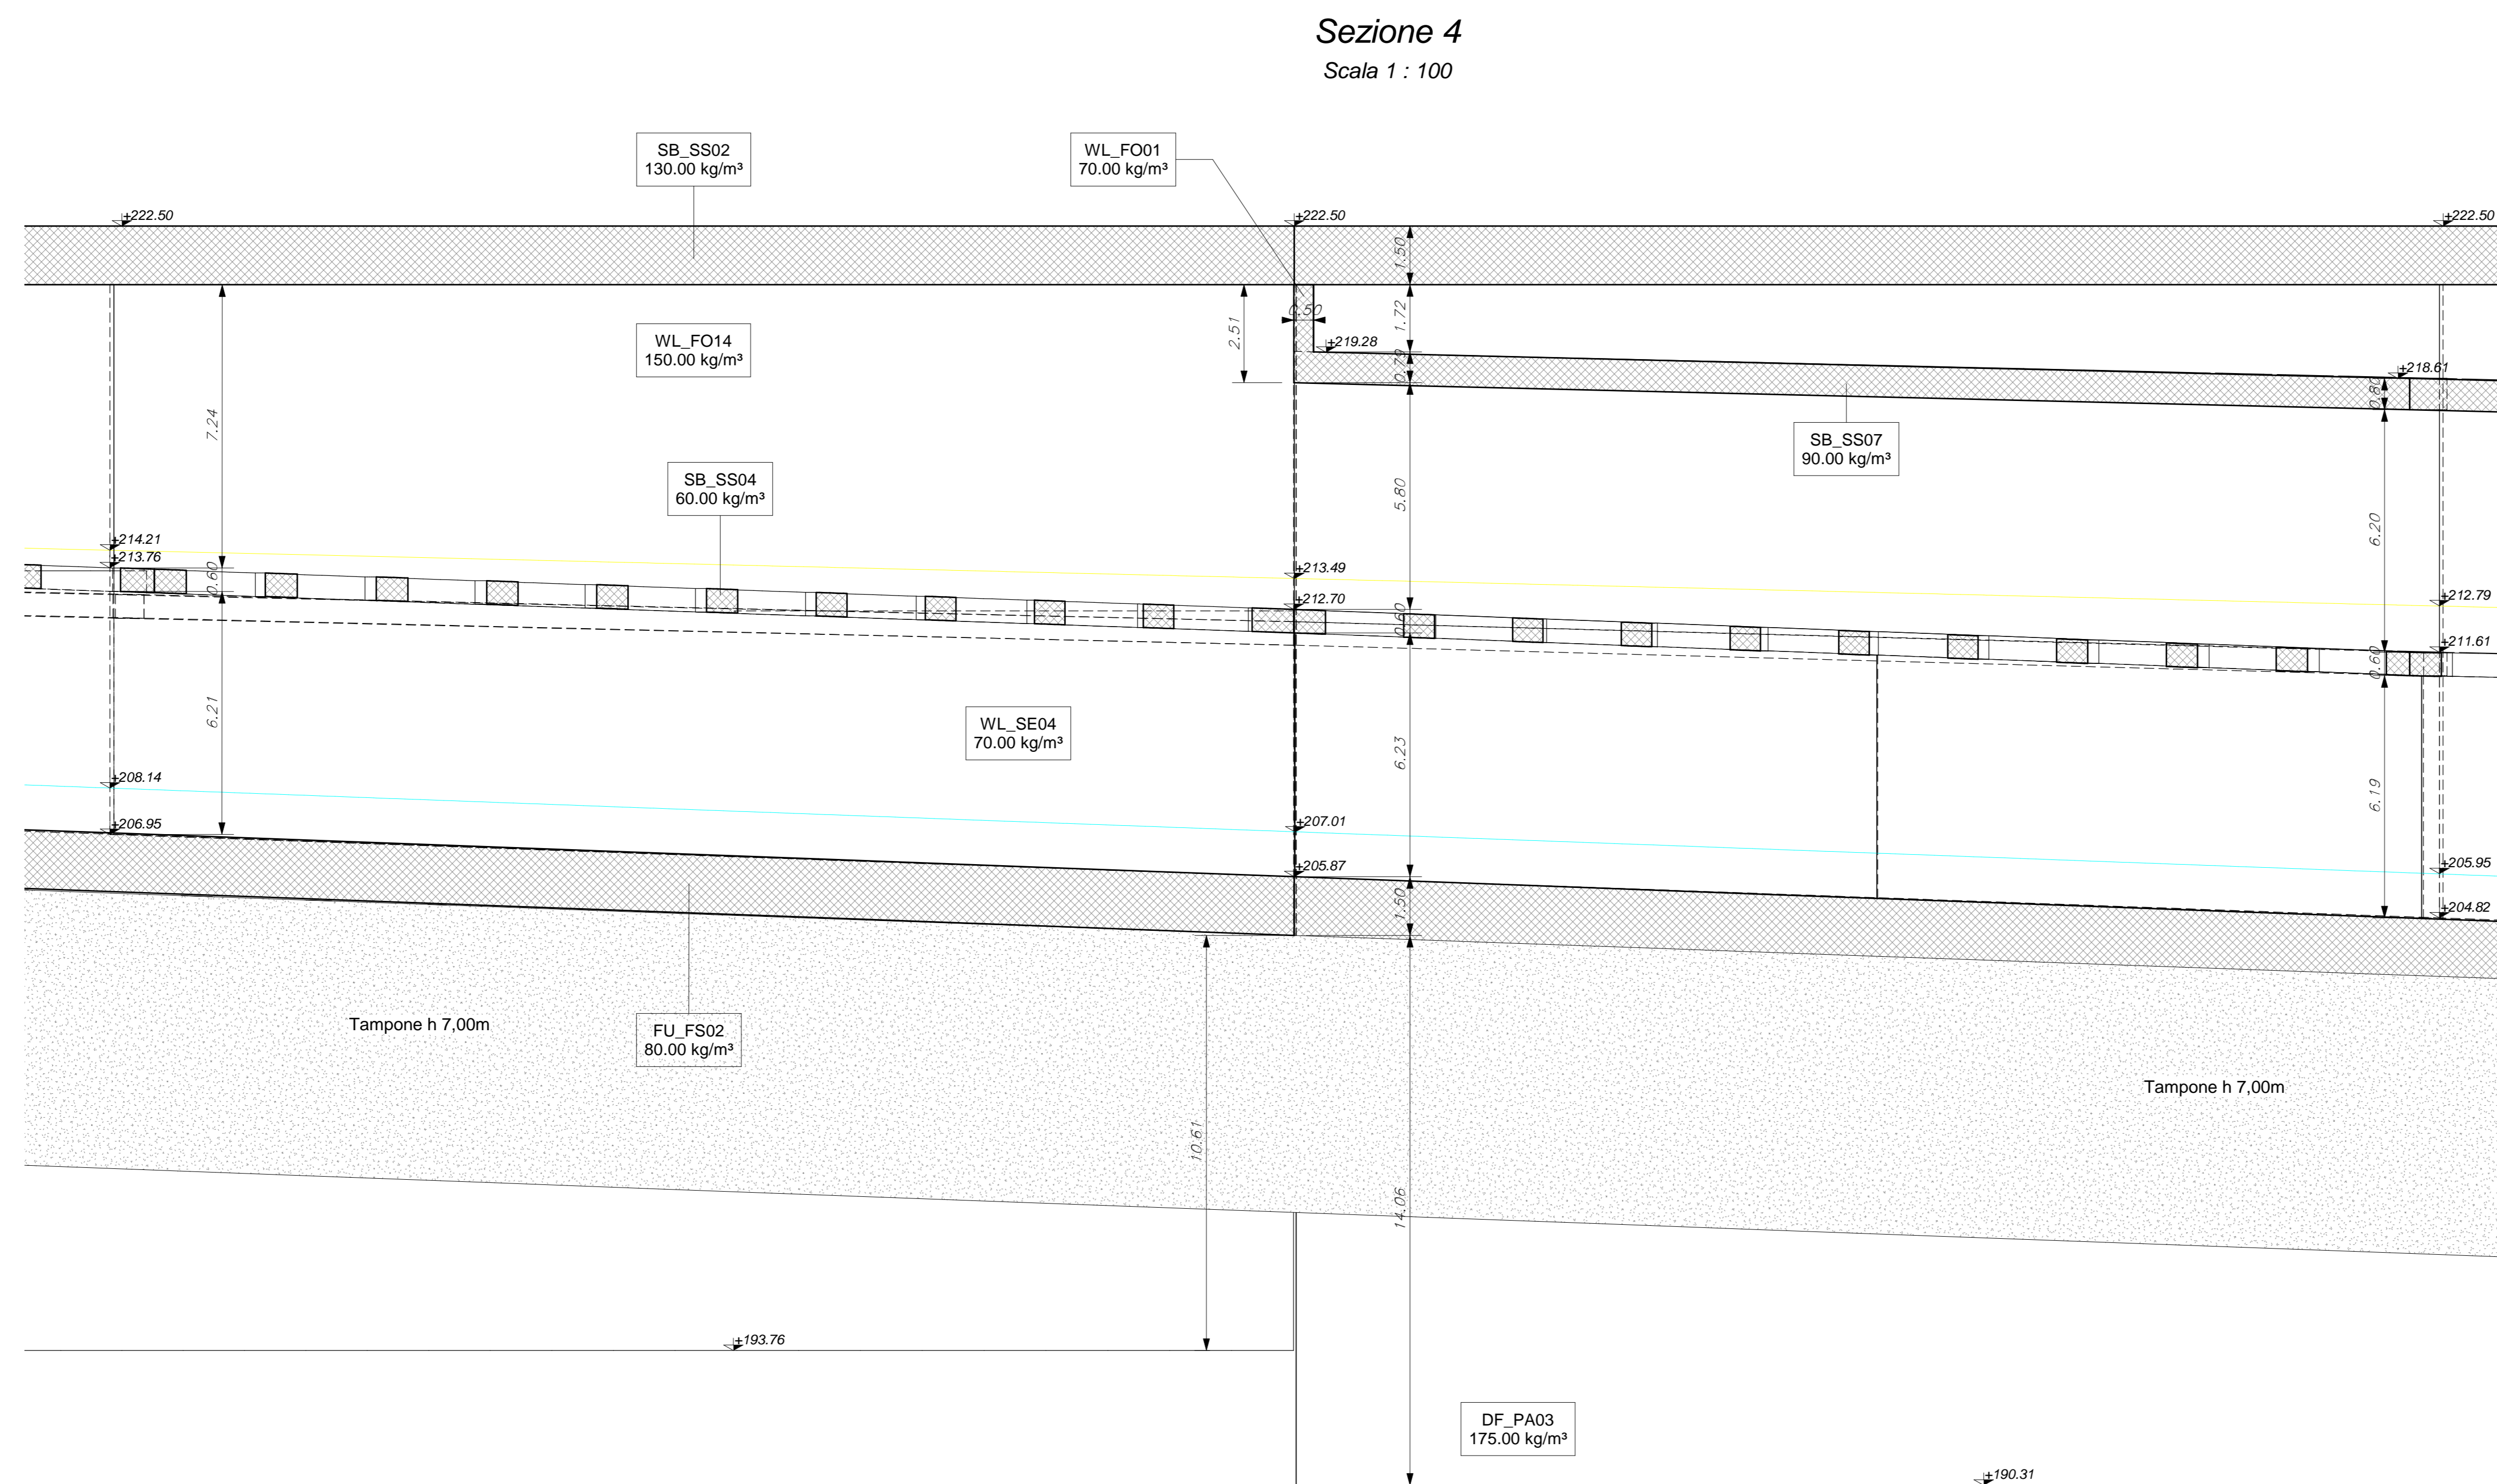 Sezione 4
Scala 1 : 100
SB_SS02
130.00 kg/m³
WL_FO01
70.00 kg/m³
+222.50
+222.50
+222.50
1.50
WL_FO14
150.00 kg/m³
2.51
0.50
1.72
+219.28
0.79
+218.61
0.80
7.24
SB_SS07
90.00 kg/m³
SB_SS04
60.00 kg/m³
5.80
6.20
+214.21
+213.76
0.60
+213.49
+212.70
0.60
+212.79
+211.61
0.60
6.21
WL_SE04
70.00 kg/m³
6.23
6.19
+208.14
+207.01
+206.95
+205.87
+205.95
+204.82
1.50
Tampone h 7,00m
FU_FS02
80.00 kg/m³
Tampone h 7,00m
10.61
14.06
+193.76
DF_PA03
175.00 kg/m³
+190.31